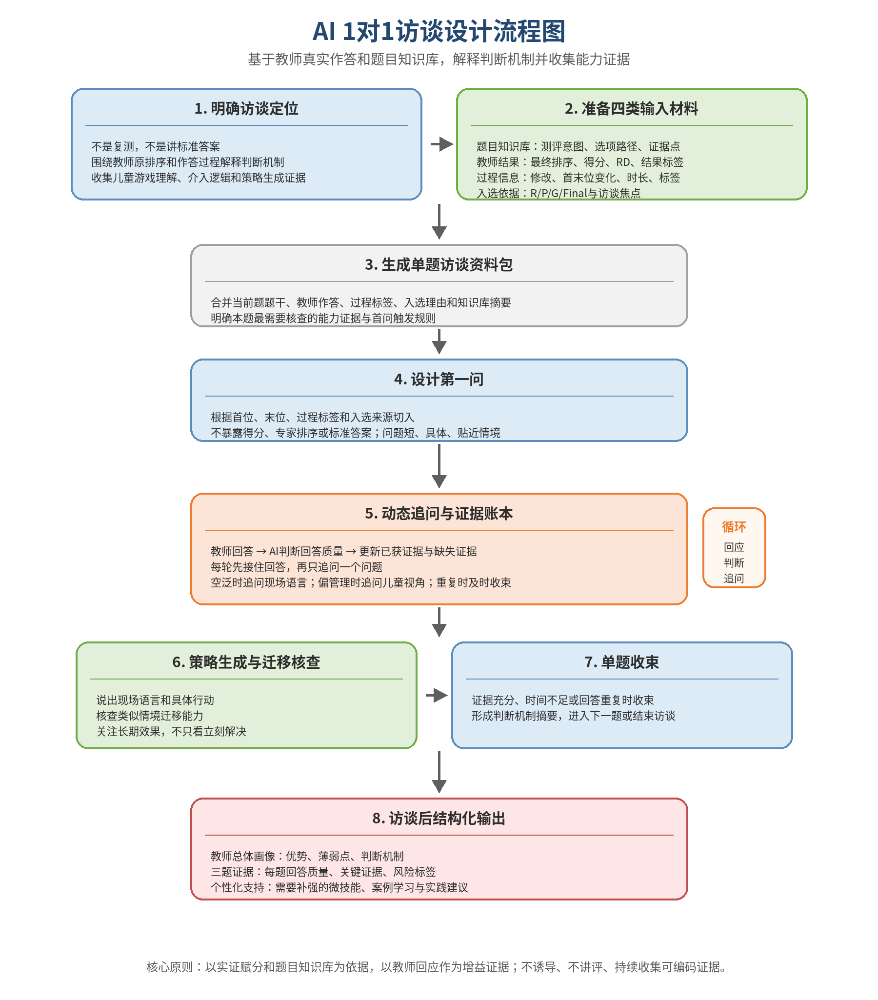 AI 1对1访谈设计流程图
基于教师真实作答和题目知识库，解释判断机制并收集能力证据
1. 明确访谈定位
不是复测，不是讲标准答案
围绕教师原排序和作答过程解释判断机制
收集儿童游戏理解、介入逻辑和策略生成证据
2. 准备四类输入材料
题目知识库：测评意图、选项路径、证据点
教师结果：最终排序、得分、RD、结果标签
过程信息：修改、首末位变化、时长、标签
入选依据：R/P/G/Final与访谈焦点
3. 生成单题访谈资料包
合并当前题题干、教师作答、过程标签、入选理由和知识库摘要
明确本题最需要核查的能力证据与首问触发规则
4. 设计第一问
根据首位、末位、过程标签和入选来源切入
不暴露得分、专家排序或标准答案；问题短、具体、贴近情境
5. 动态追问与证据账本
教师回答 → AI判断回答质量 → 更新已获证据与缺失证据
每轮先接住回答，再只追问一个问题
空泛时追问现场语言；偏管理时追问儿童视角；重复时及时收束
循环
回应
判断
追问
6. 策略生成与迁移核查
说出现场语言和具体行动
核查类似情境迁移能力
关注长期效果，不只看立刻解决
7. 单题收束
证据充分、时间不足或回答重复时收束
形成判断机制摘要，进入下一题或结束访谈
8. 访谈后结构化输出
教师总体画像：优势、薄弱点、判断机制
三题证据：每题回答质量、关键证据、风险标签
个性化支持：需要补强的微技能、案例学习与实践建议
核心原则：以实证赋分和题目知识库为依据，以教师回应作为增益证据；不诱导、不讲评、持续收集可编码证据。